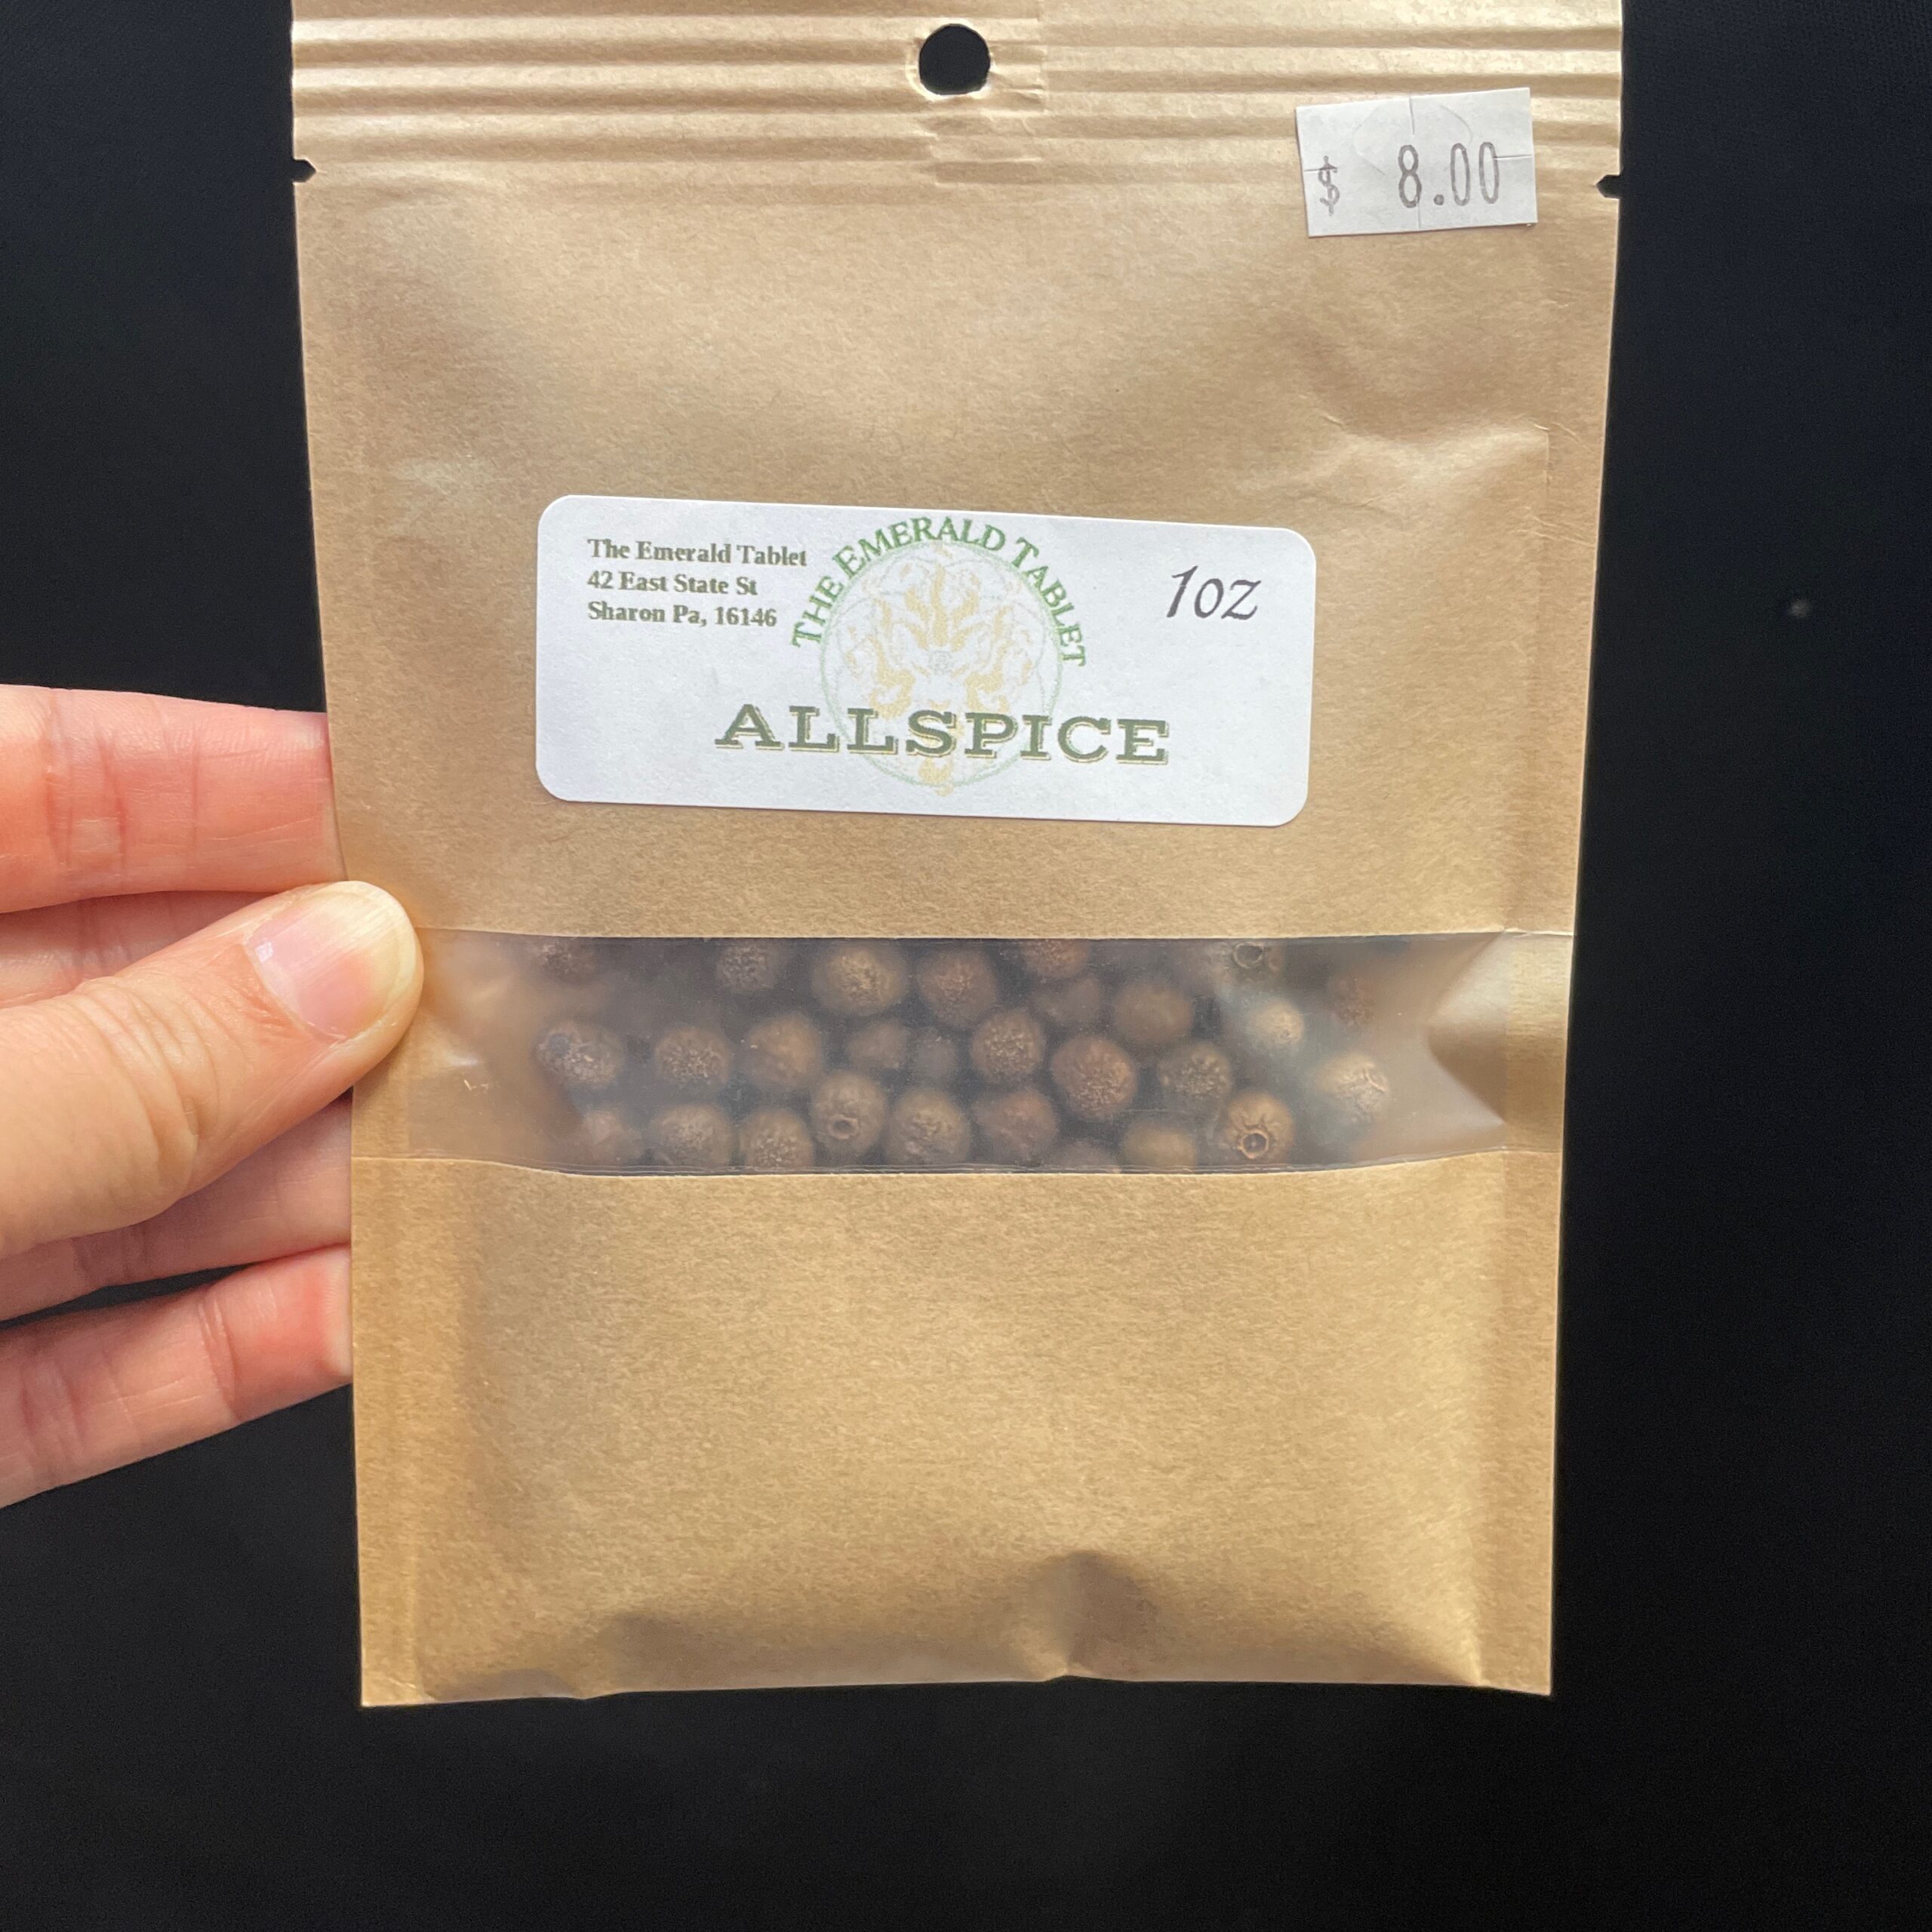 $ 8.00
The Emerald Tablet
42 East State St
Sharon Pa, 16146
THE EMERALD TABLET
1oz
ALLSPICE